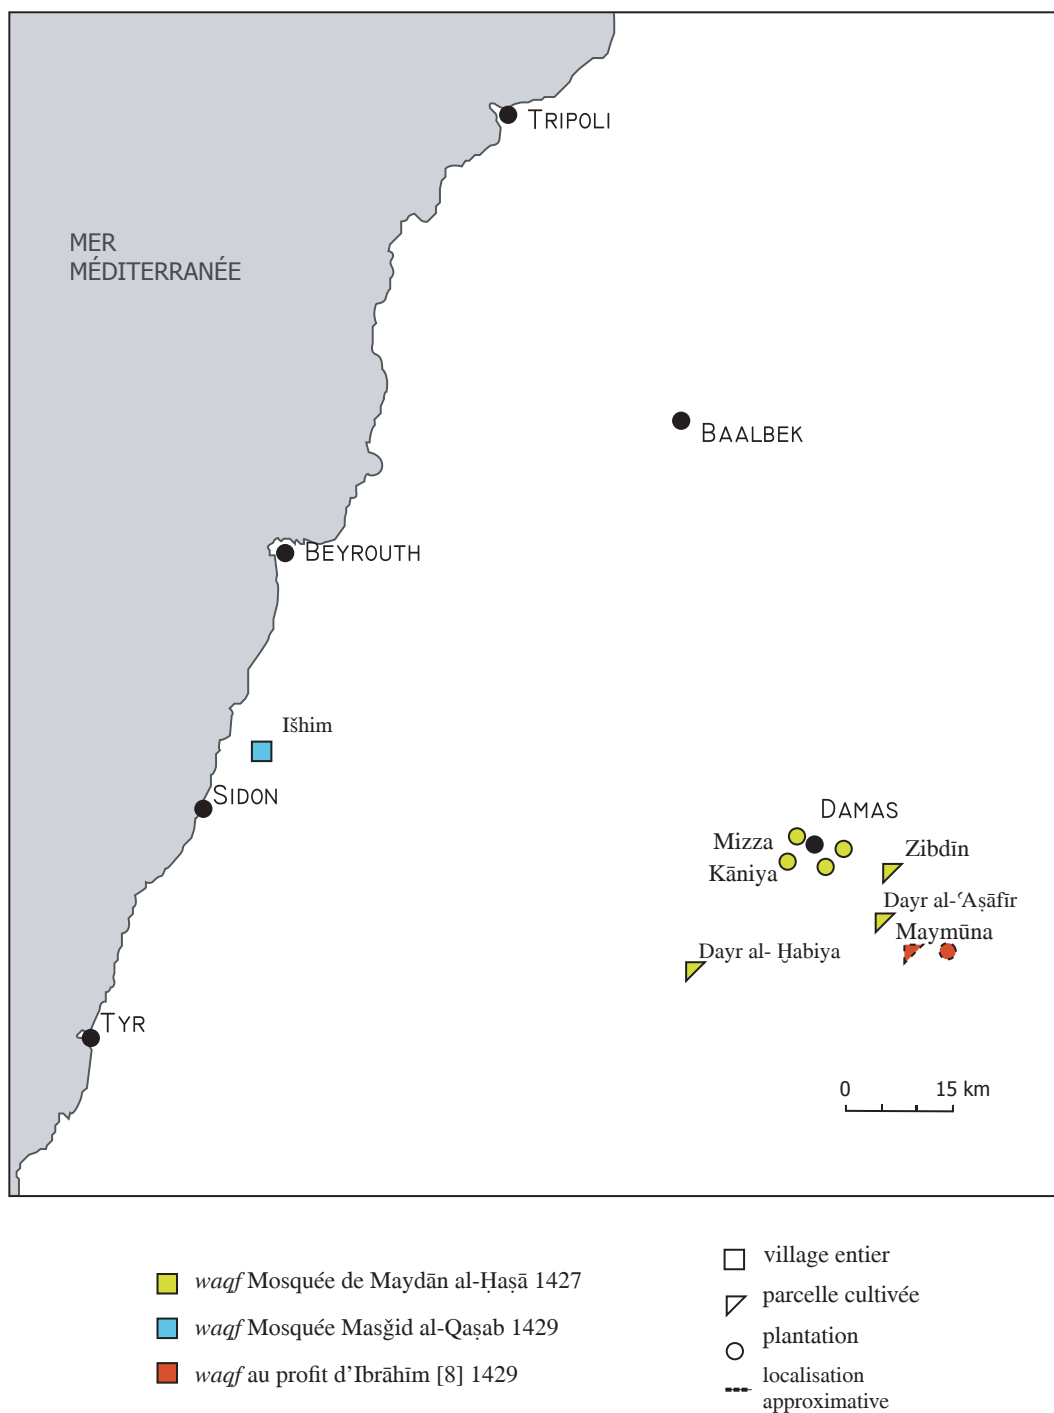 TRIPOLI
MER
MÉDITERRANÉE
BAALBEK
BEYROUTH
Išhim
SIDON
DAMAS
Mizza
Zibdīn
Kāniya
Dayr al-ʿAṣāfīr
Maymūna
Dayr al- Ḫabiya
TYR
0 15 km
waqf Mosquée de Maydān al-Ḥaṣā 1427
waqf Mosquée Masǧid al-Qaṣab 1429
waqf au profit d'Ibrāhīm [8] 1429
village entier
parcelle cultivée
plantation
localisation
approximative